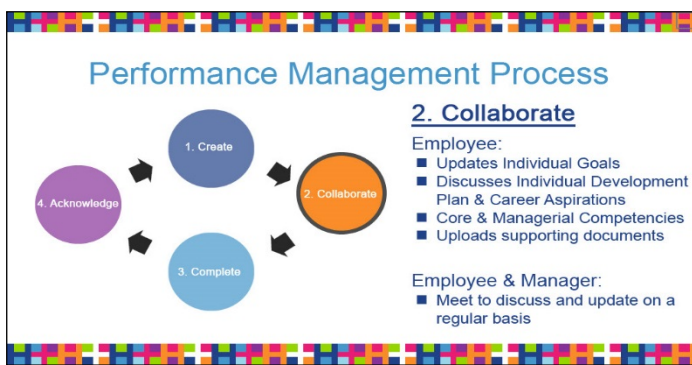 Performance Management Process
1. Create
2. Collaborate
3. Complete
4. Acknowledge
2. Collaborate
Employee:
Updates Individual Goals
Discusses Individual Development
Plan & Career Aspirations
Core & Managerial Competencies
Uploads supporting documents
Employee & Manager:
Meet to discuss and update on a
regular basis